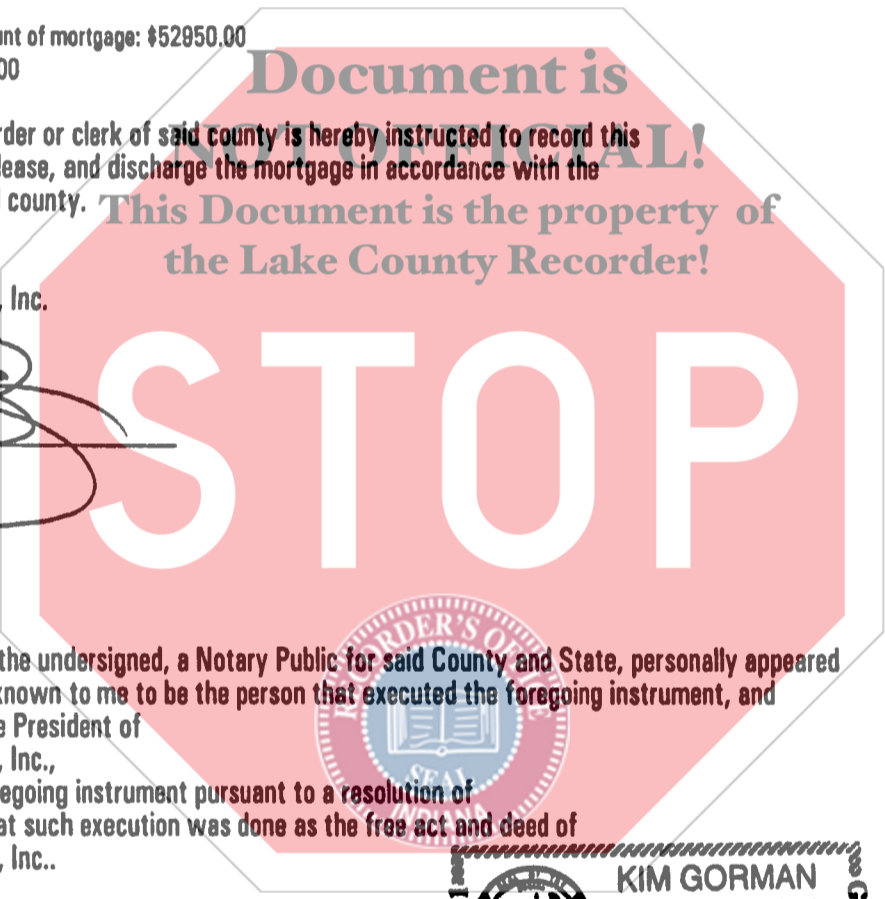 unt of mortgage: $52950.00
00
Document is
rder or clerk of said county is hereby instructed to record this
NOT OFFICIAL!
lease, and discharge the mortgage in accordance with the
county.
This Document is the property of
the Lake County Recorder!
, Inc.
STOP
the undersigned, a Notary Public for said County and State, personally appeared
known to me to be the person that executed the foregoing instrument, and
e President of
, Inc.,
egoing instrument pursuant to a resolution of
at such execution was done as the free act and deed of
, Inc..
RECORDER'S OFFICE
SEAL
INDIANA
KIM GORMAN